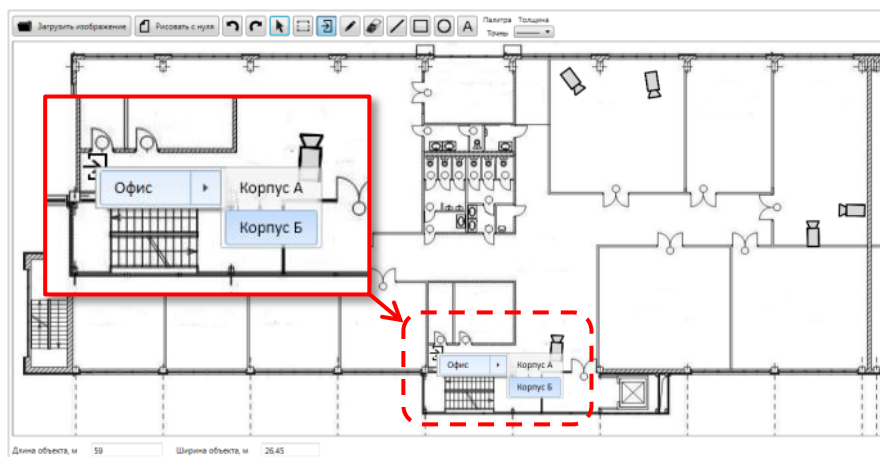 Загрузить изображение Рисовать с нуля A Палитра Толщина
Точны
Офис Корпус А
Корпус Б
Офис Корпус А
Корпус Б
Длина объекта, м 59 Ширина объекта, м 26,45